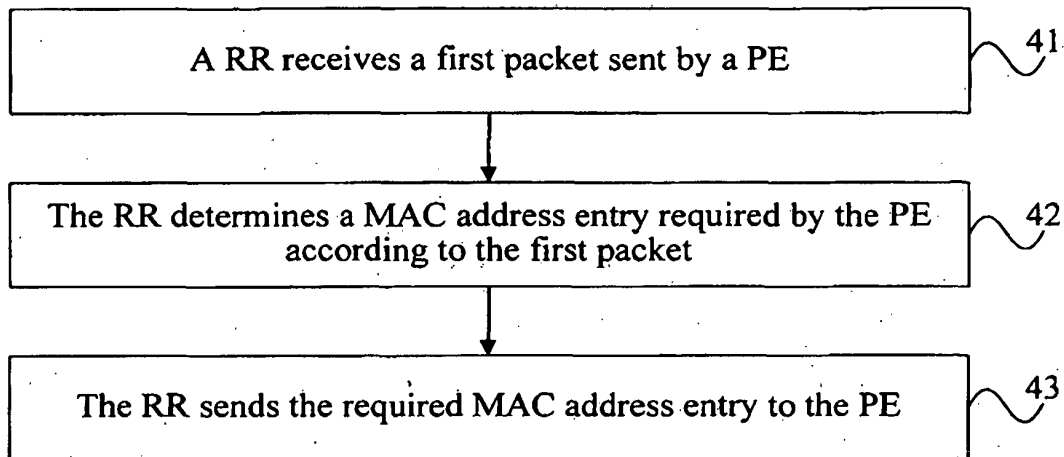 A RR receives a first packet sent by a PE
41
The RR determines a MAC address entry required by the PE
according to the first packet
42
The RR sends the required MAC address entry to the PE
43